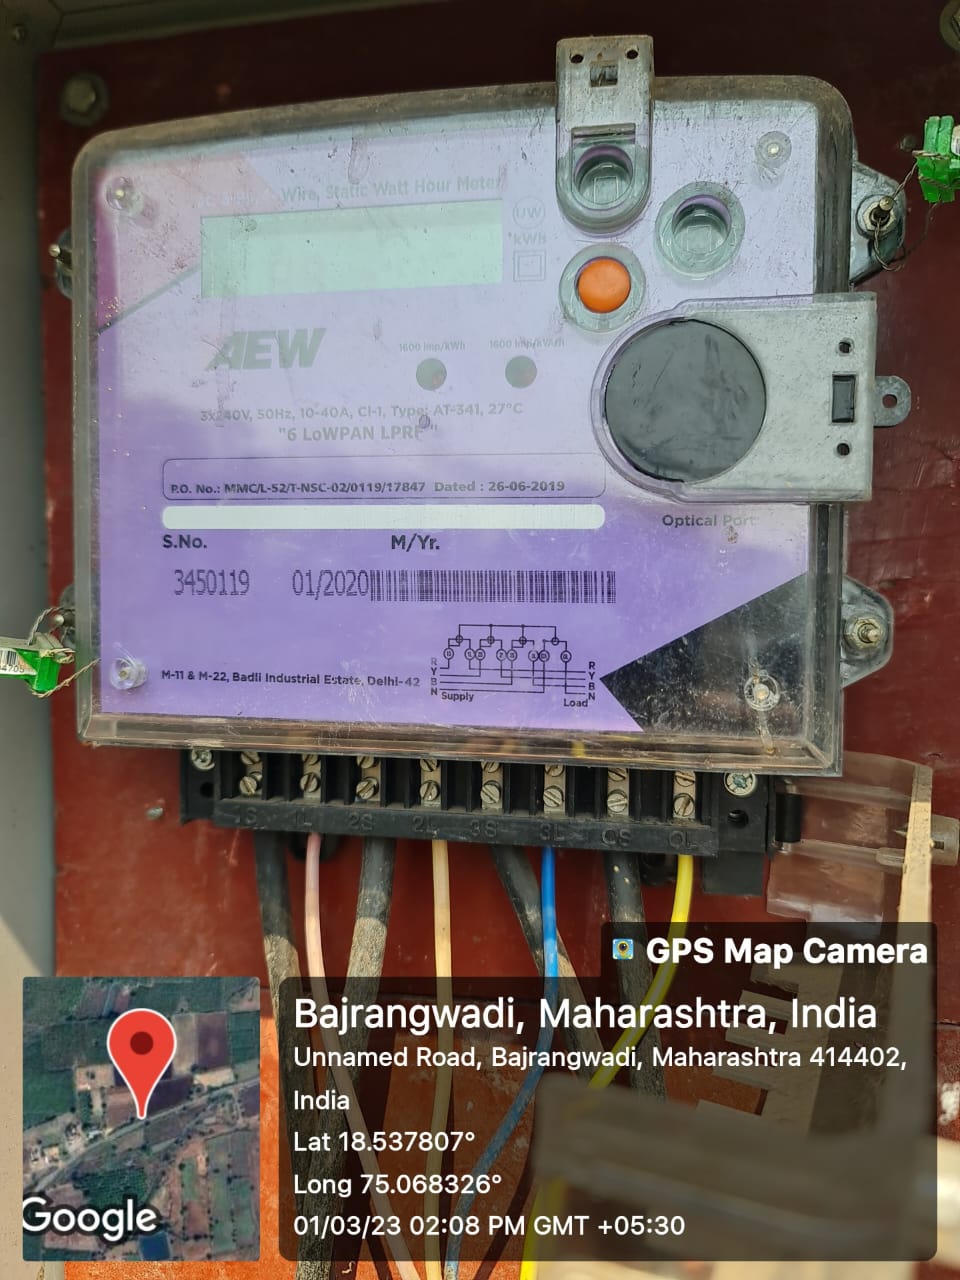 Wire, Static Watt Hour Meter
UW
kWh
AEW
1600 imp/kWh
1600 imp/kVArh
3x240V, 50Hz, 10-40A, Cl-1, Type: AT-341, 27°C
"6 LoWPAN LPRF"
P.O. No.: MMC/L-52/T-NSC-02/0119/17847 Dated : 26-06-2019
Optical Port
S.No. M/Yr.
3450119 01/2020
M-11 & M-22, Badli Industrial Estate, Delhi-42
R
Y
B
N
Supply
R
Y
B
N
Load
1S 1L 2S 2L 3S 3L OS OL
GPS Map Camera
Bajrangwadi, Maharashtra, India
Unnamed Road, Bajrangwadi, Maharashtra 414402,
India
Lat 18.537807°
Long 75.068326°
01/03/23 02:08 PM GMT +05:30
Google